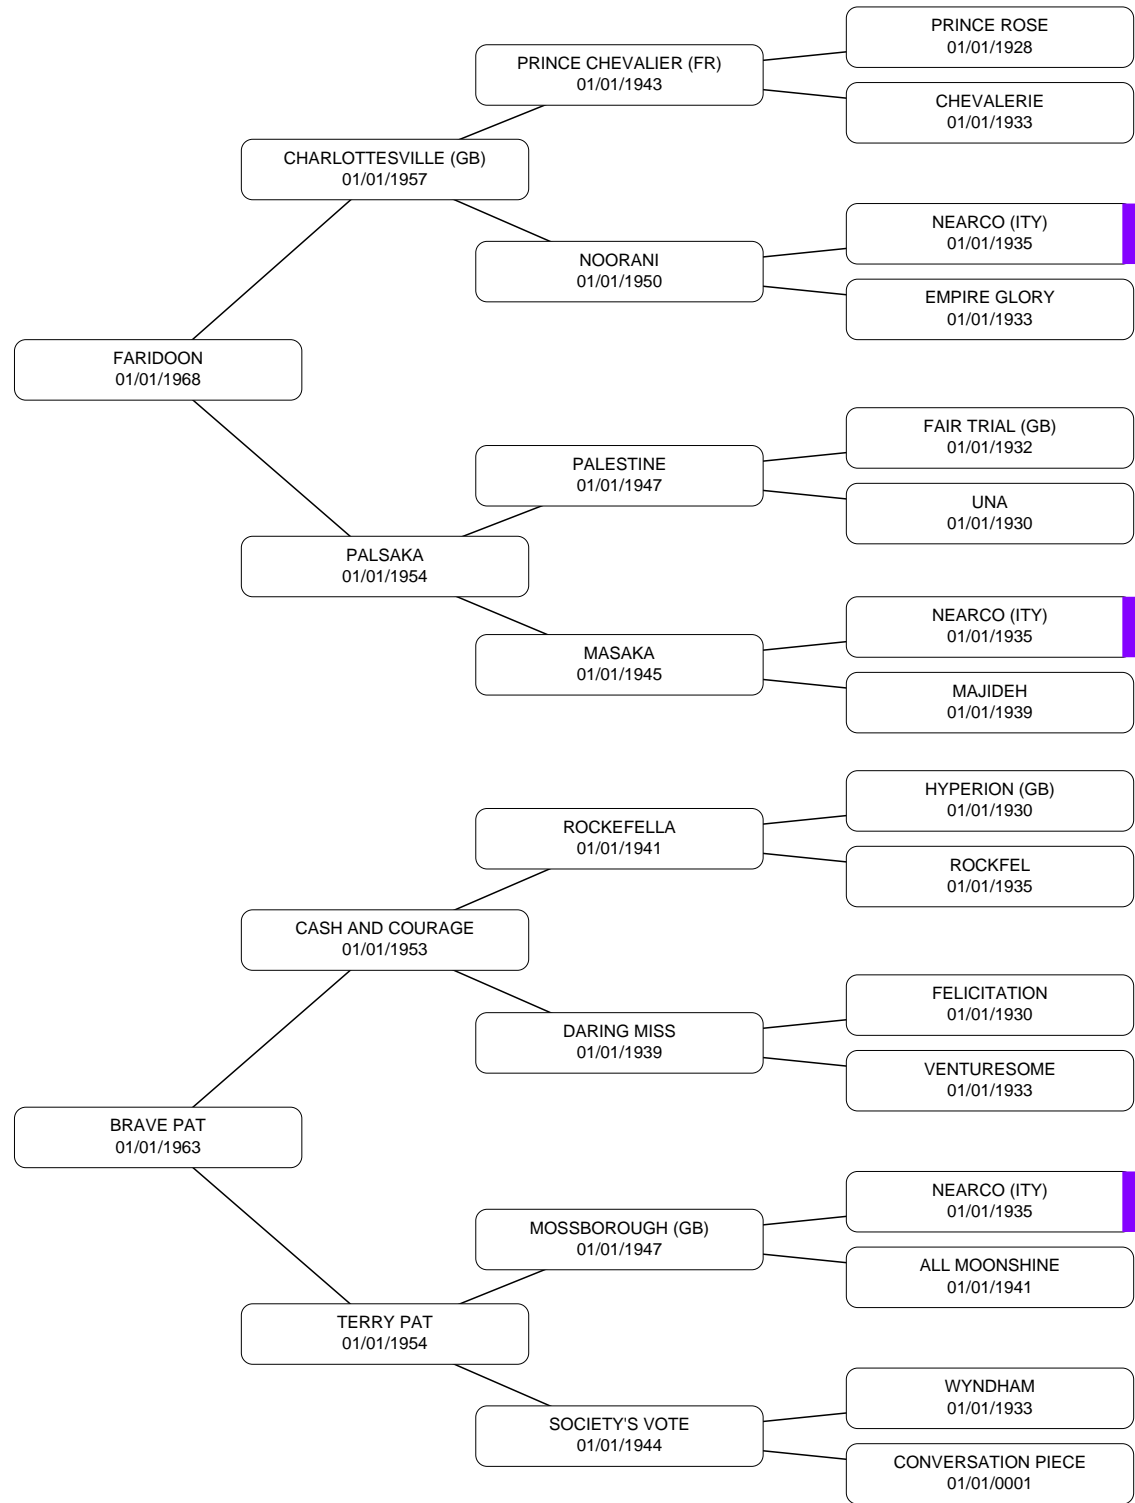 PRINCE ROSE
01/01/1928
PRINCE CHEVALIER (FR)
01/01/1943
CHEVALERIE
01/01/1933
CHARLOTTESVILLE (GB)
01/01/1957
NEARCO (ITY)
01/01/1935
NOORANI
01/01/1950
EMPIRE GLORY
01/01/1933
FARIDOON
01/01/1968
FAIR TRIAL (GB)
01/01/1932
PALESTINE
01/01/1947
UNA
01/01/1930
PALSAKA
01/01/1954
NEARCO (ITY)
01/01/1935
MASAKA
01/01/1945
MAJIDEH
01/01/1939
HYPERION (GB)
01/01/1930
ROCKEFELLA
01/01/1941
ROCKFEL
01/01/1935
CASH AND COURAGE
01/01/1953
FELICITATION
01/01/1930
DARING MISS
01/01/1939
VENTURESOME
01/01/1933
BRAVE PAT
01/01/1963
NEARCO (ITY)
01/01/1935
MOSSBOROUGH (GB)
01/01/1947
ALL MOONSHINE
01/01/1941
TERRY PAT
01/01/1954
WYNDHAM
01/01/1933
SOCIETY'S VOTE
01/01/1944
CONVERSATION PIECE
01/01/0001